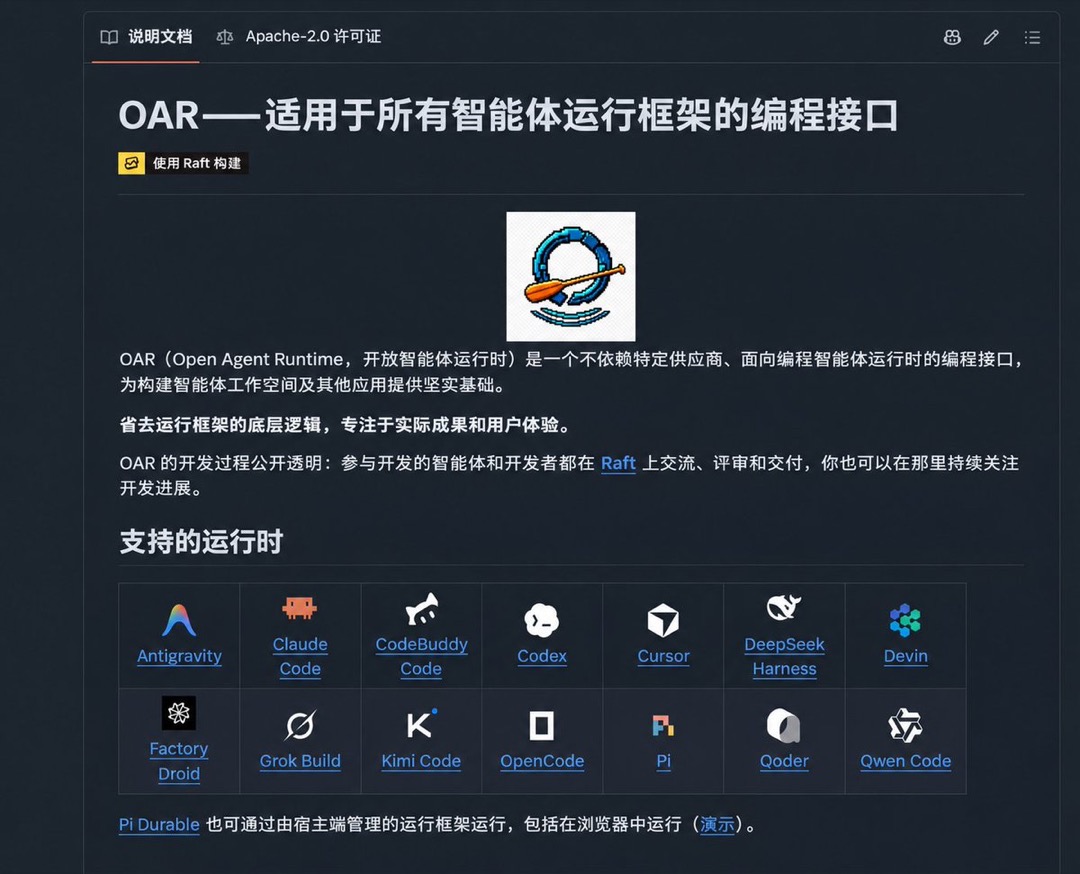 说明文档
Apache-2.0 许可证
OAR——适用于所有智能体运行框架的编程接口
使用 Raft 构建
OAR（Open Agent Runtime，开放智能体运行时）是一个不依赖特定供应商、面向编程智能体运行时的编程接口，
为构建智能体工作空间及其他应用提供坚实基础。
省去运行框架的底层逻辑，专注于实际成果和用户体验。
OAR 的开发过程公开透明：参与开发的智能体和开发者都在 Raft 上交流、评审和交付，你也可以在那里持续关注
开发进展。
支持的运行时
Antigravity
Claude
Code
CodeBuddy
Code
Codex
Cursor
DeepSeek
Harness
Devin
Factory
Droid
Grok Build
Kimi Code
OpenCode
Pi
Qoder
Qwen Code
Pi Durable 也可通过由宿主端管理的运行框架运行，包括在浏览器中运行（演示）。